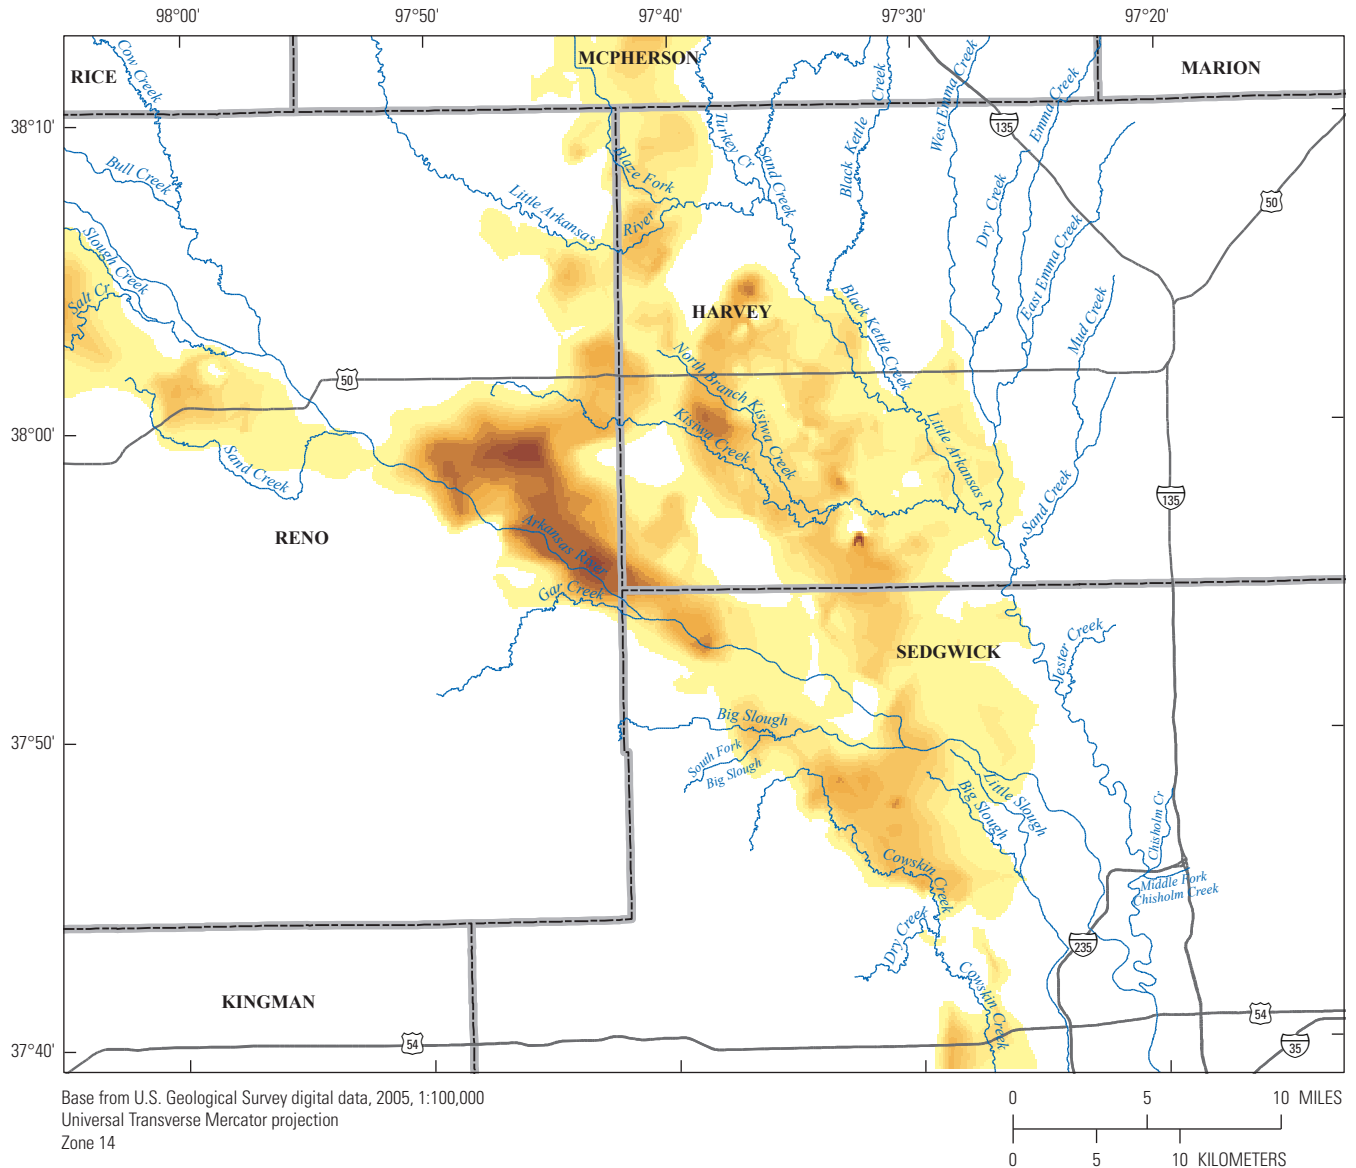 98°00' 97°50' 97°40' 97°30' 97°20'
RICE
MCPHERSON
MARION
38°10'
38°00'
37°50'
37°40'
Cow Creek
Bull Creek
Slough Creek
Salt Cr
Little Arkansas
River
Blaze Fork
Turkey Cr
Sand Creek
Black Kettle Creek
West Emma Creek
Emma Creek
Dry Creek
East Emma Creek
Mud Creek
135
50
HARVEY
Black Kettle Creek
North Branch Kisiwa Creek
Kisiwa Creek
Little Arkansas R
Sand Creek
50
135
Sand Creek
RENO
Arkansas River
Gar Creek
SEDGWICK
Jester Creek
Big Slough
South Fork
Big Slough
Little Slough
Big Slough
Cowskin Creek
Dry Creek
Cowskin Creek
Chisholm Cr
Middle Fork
Chisholm Creek
235
KINGMAN
54
54
35
Base from U.S. Geological Survey digital data, 2005, 1:100,000
Universal Transverse Mercator projection
Zone 14
0 5 10 MILES
0 5 10 KILOMETERS